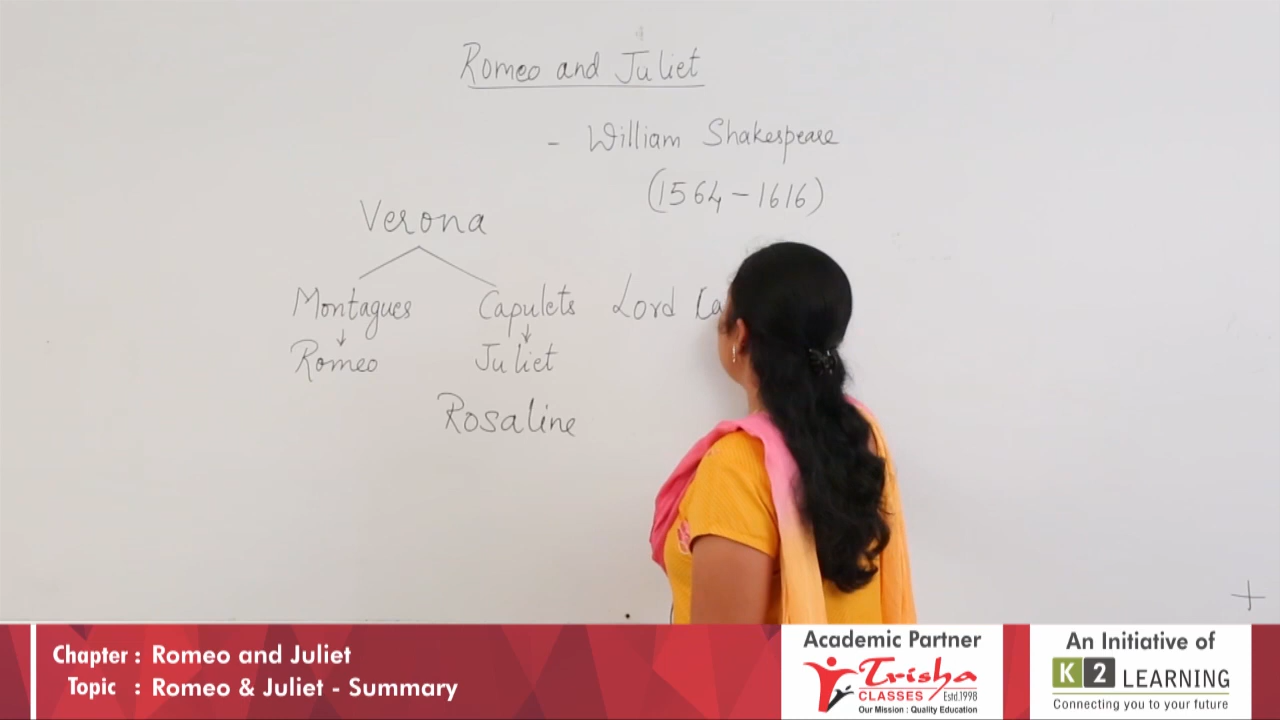 Romeo and Juliet
- William Shakespeare
(1564-1616)
Verona
Montagues Capulets Lord Ca
Romeo Juliet
Rosaline
Chapter : Romeo and Juliet
Topic : Romeo & Juliet - Summary
Academic Partner
Trisha
CLASSES Estd.1998
Our Mission : Quality Education
An Initiative of
K2 LEARNING
Connecting you to your future